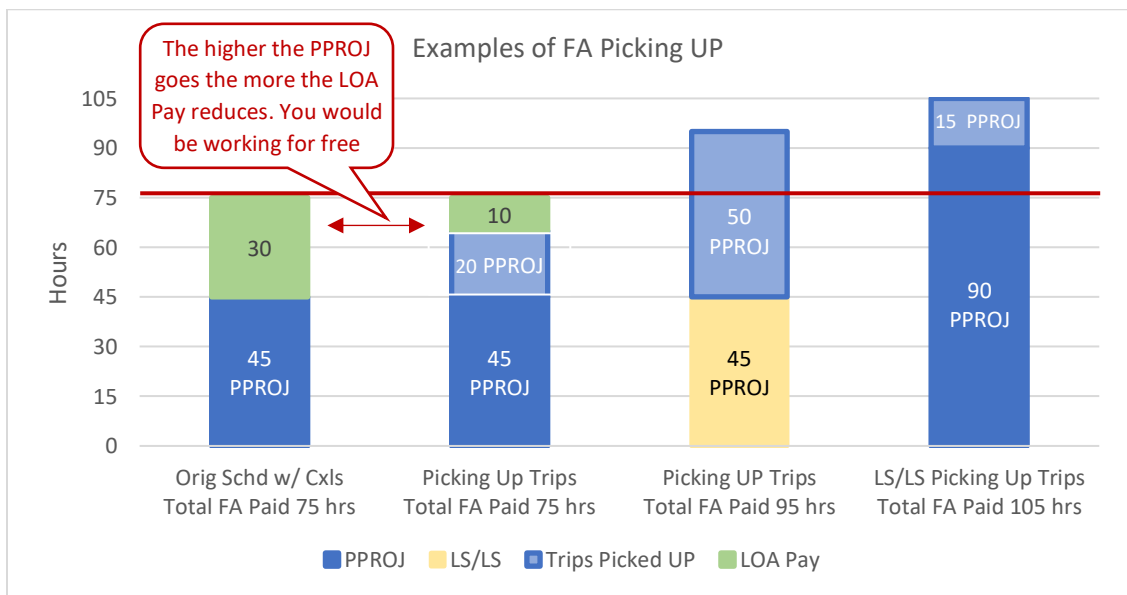 Examples of FA Picking UP
The higher the PPROJ
goes the more the LOA
Pay reduces. You would
be working for free
Hours
105
90
75
60
45
30
15
0
30
45
PPROJ
10
20 PPROJ
45
PPROJ
50
PPROJ
45
PPROJ
15 PPROJ
90
PPROJ
Orig Schd w/ Cxls
Total FA Paid 75 hrs
Picking Up Trips
Total FA Paid 75 hrs
Picking UP Trips
Total FA Paid 95 hrs
LS/LS Picking Up Trips
Total FA Paid 105 hrs
PPROJ
LS/LS
Trips Picked UP
LOA Pay